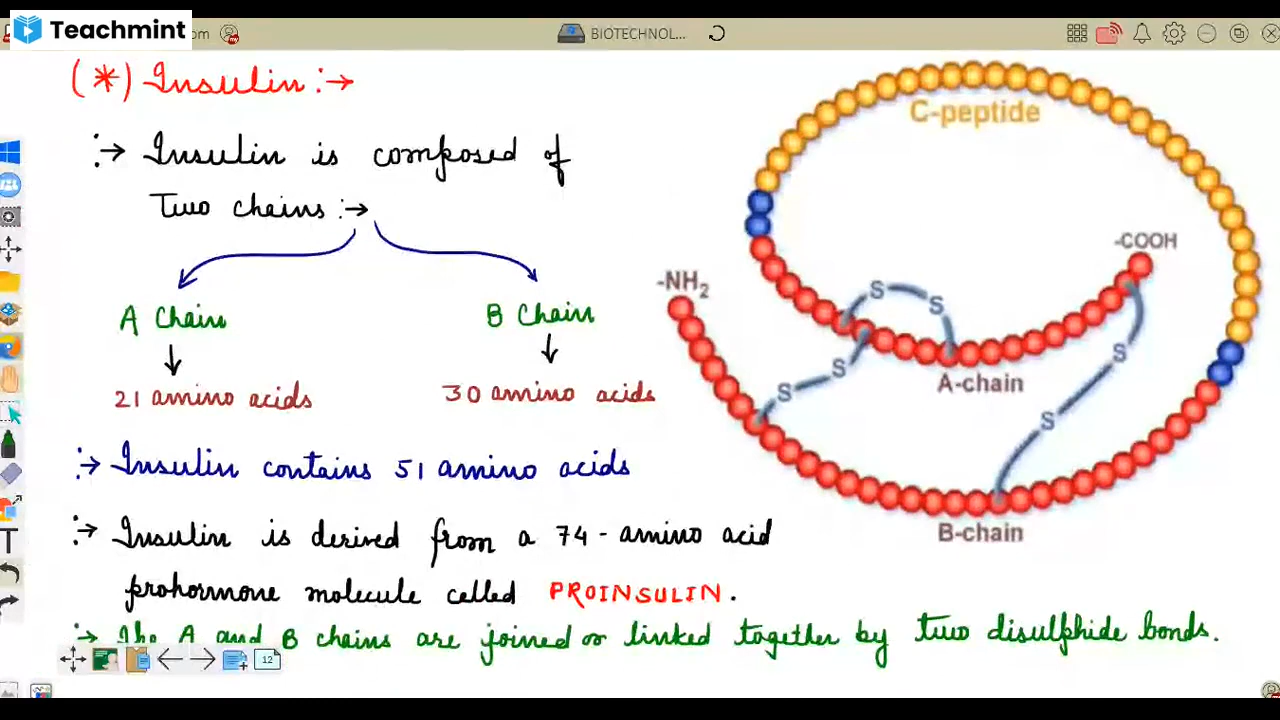 Teachmint
om
BIOTECHNOL...
(*) Insulin :→
:→ Insulin is composed of
Two chains :→
A Chain
B Chain
21 amino acids
30 amino acids
:→ Insulin contains 51 amino acids
:→ Insulin is derived from a 74 - amino acid
prohormone molecule called PROINSULIN.
:→ The A and B chains are joined or linked together by two disulphide bonds.
C-peptide
-COOH
-NH₂
S
S
S
S
S
S
A-chain
B-chain
T
12